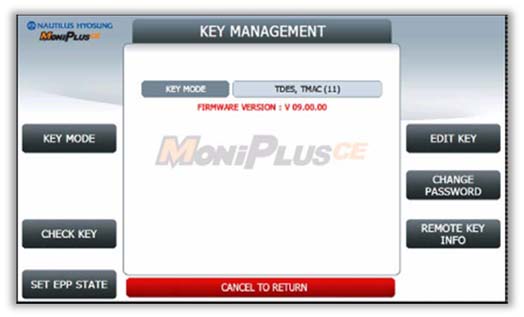 NAUTILUS HYOSUNG
MONIPLUSCE
KEY MANAGEMENT
KEY MODE TDES, TMAC (11)
FIRMWARE VERSION : V 09.00.00
MONIPLUSCE
KEY MODE
CHECK KEY
SET EPP STATE
EDIT KEY
CHANGE
PASSWORD
REMOTE KEY
INFO
CANCEL TO RETURN